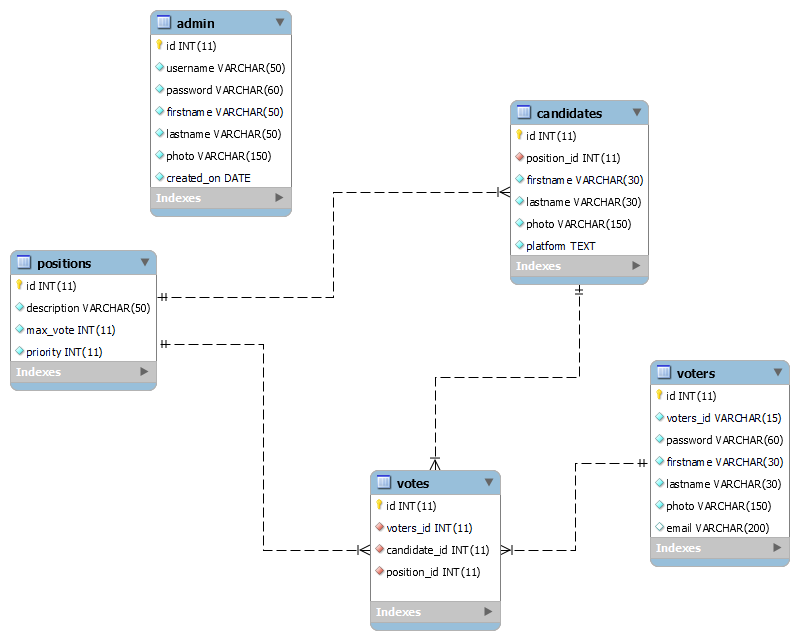 admin
id INT(11)
username VARCHAR(50)
password VARCHAR(60)
firstname VARCHAR(50)
lastname VARCHAR(50)
photo VARCHAR(150)
created_on DATE
Indexes
candidates
id INT(11)
position_id INT(11)
firstname VARCHAR(30)
lastname VARCHAR(30)
photo VARCHAR(150)
platform TEXT
Indexes
positions
id INT(11)
description VARCHAR(50)
max_vote INT(11)
priority INT(11)
Indexes
voters
id INT(11)
voters_id VARCHAR(15)
password VARCHAR(60)
firstname VARCHAR(30)
lastname VARCHAR(30)
photo VARCHAR(150)
email VARCHAR(200)
Indexes
votes
id INT(11)
voters_id INT(11)
candidate_id INT(11)
position_id INT(11)
Indexes